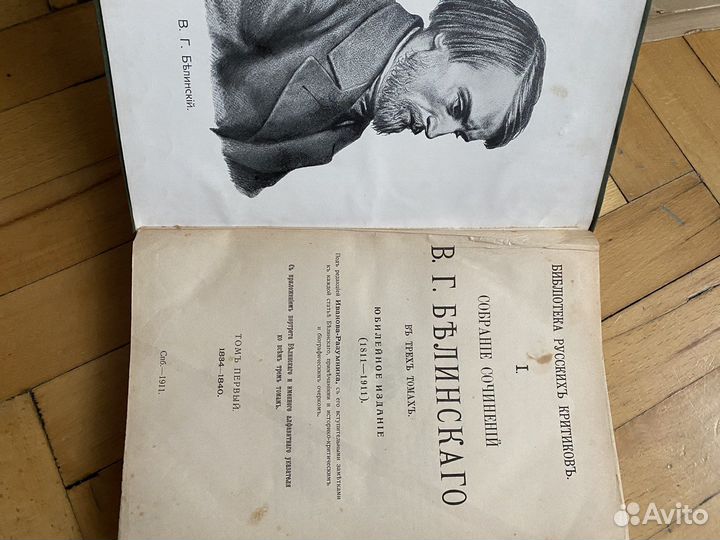 В. Г. Бѣлинскій.
БИБЛІОТЕКА РУССКИХЪ КРИТИКОВЪ.
I
СОБРАНІЕ СОЧИНЕНІЙ
В. Г. БѢЛИНСКАГО
ВЪ ТРЕХЪ ТОМАХЪ.
ЮБИЛЕЙНОЕ ИЗДАНІЕ
(1811—1911).
Подъ редакціей Иванова-Разумника, съ его вступительными замѣтками
къ каждой статьѣ Бѣлинскаго, примѣчаніями и историко-критическимъ
и біографическимъ очеркомъ.
Съ приложеніемъ портрета Бѣлинскаго и именного алфавитнаго указателя
ко всѣмъ тремъ томамъ.
ТОМЪ ПЕРВЫЙ.
1834—1840.
Спб.—1911.
Avito